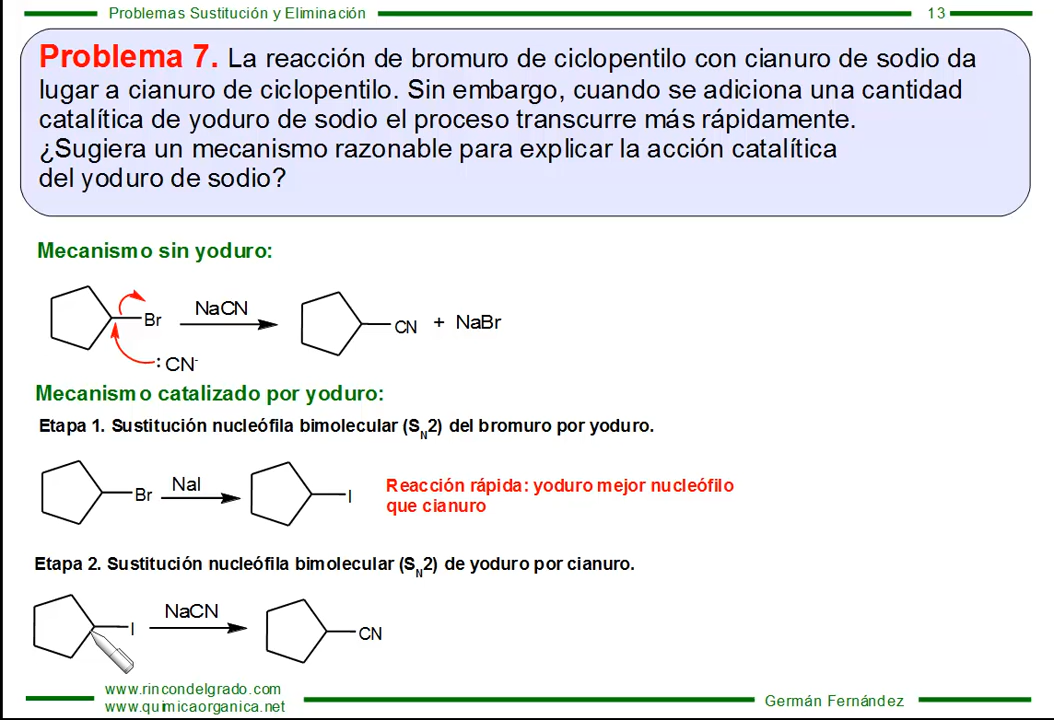 Problemas Sustitución y Eliminación 13
Problema 7. La reacción de bromuro de ciclopentilo con cianuro de sodio da
lugar a cianuro de ciclopentilo. Sin embargo, cuando se adiciona una cantidad
catalítica de yoduro de sodio el proceso transcurre más rápidamente.
¿Sugiera un mecanismo razonable para explicar la acción catalítica
del yoduro de sodio?
Mecanismo sin yoduro:
Br NaCN CN + NaBr
:CN-
Mecanismo catalizado por yoduro:
Etapa 1. Sustitución nucleófila bimolecular (SN2) del bromuro por yoduro.
Br NaI I
Reacción rápida: yoduro mejor nucleófilo
que cianuro
Etapa 2. Sustitución nucleófila bimolecular (SN2) de yoduro por cianuro.
I NaCN CN
www.rincondelgrado.com
www.quimicaorganica.net
Germán Fernández